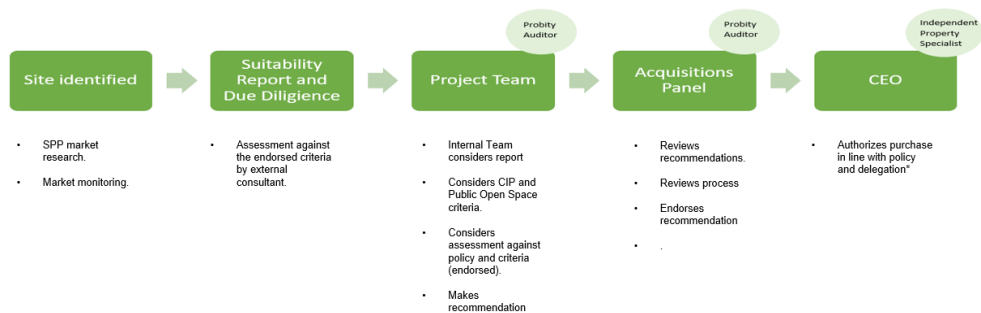 Probity
Auditor
Probity
Auditor
Independent
Property
Specialist
Site identified
Suitability
Report and
Due Diligience
Project Team
Acquisitions
Panel
CEO
• SPP market
research.
• Market monitoring.
• Assessment against
the endorsed criteria
by external
consultant.
• Internal Team
considers report
• Considers CIP and
Public Open Space
criteria.
• Considers
assessment against
policy and criteria
(endorsed).
• Makes
recommendation
• Reviews
recommendations.
• Reviews process
• Endorses
recommendation
• .
• Authorizes purchase
in line with policy
and delegation"